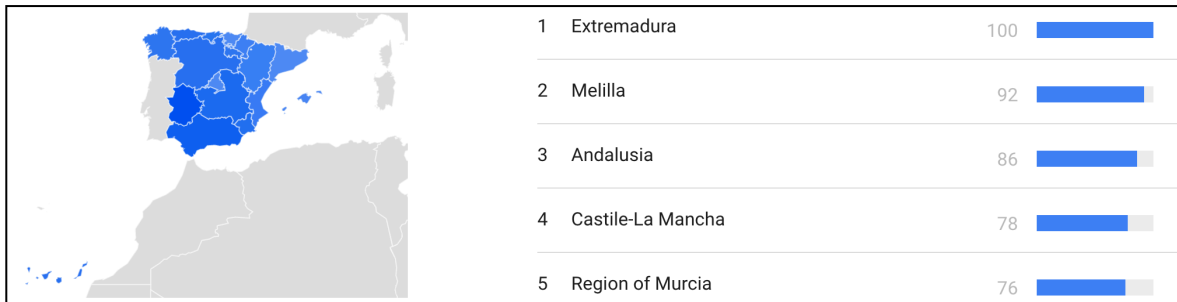 1 Extremadura 100
2 Melilla 92
3 Andalusia 86
4 Castile-La Mancha 78
5 Region of Murcia 76